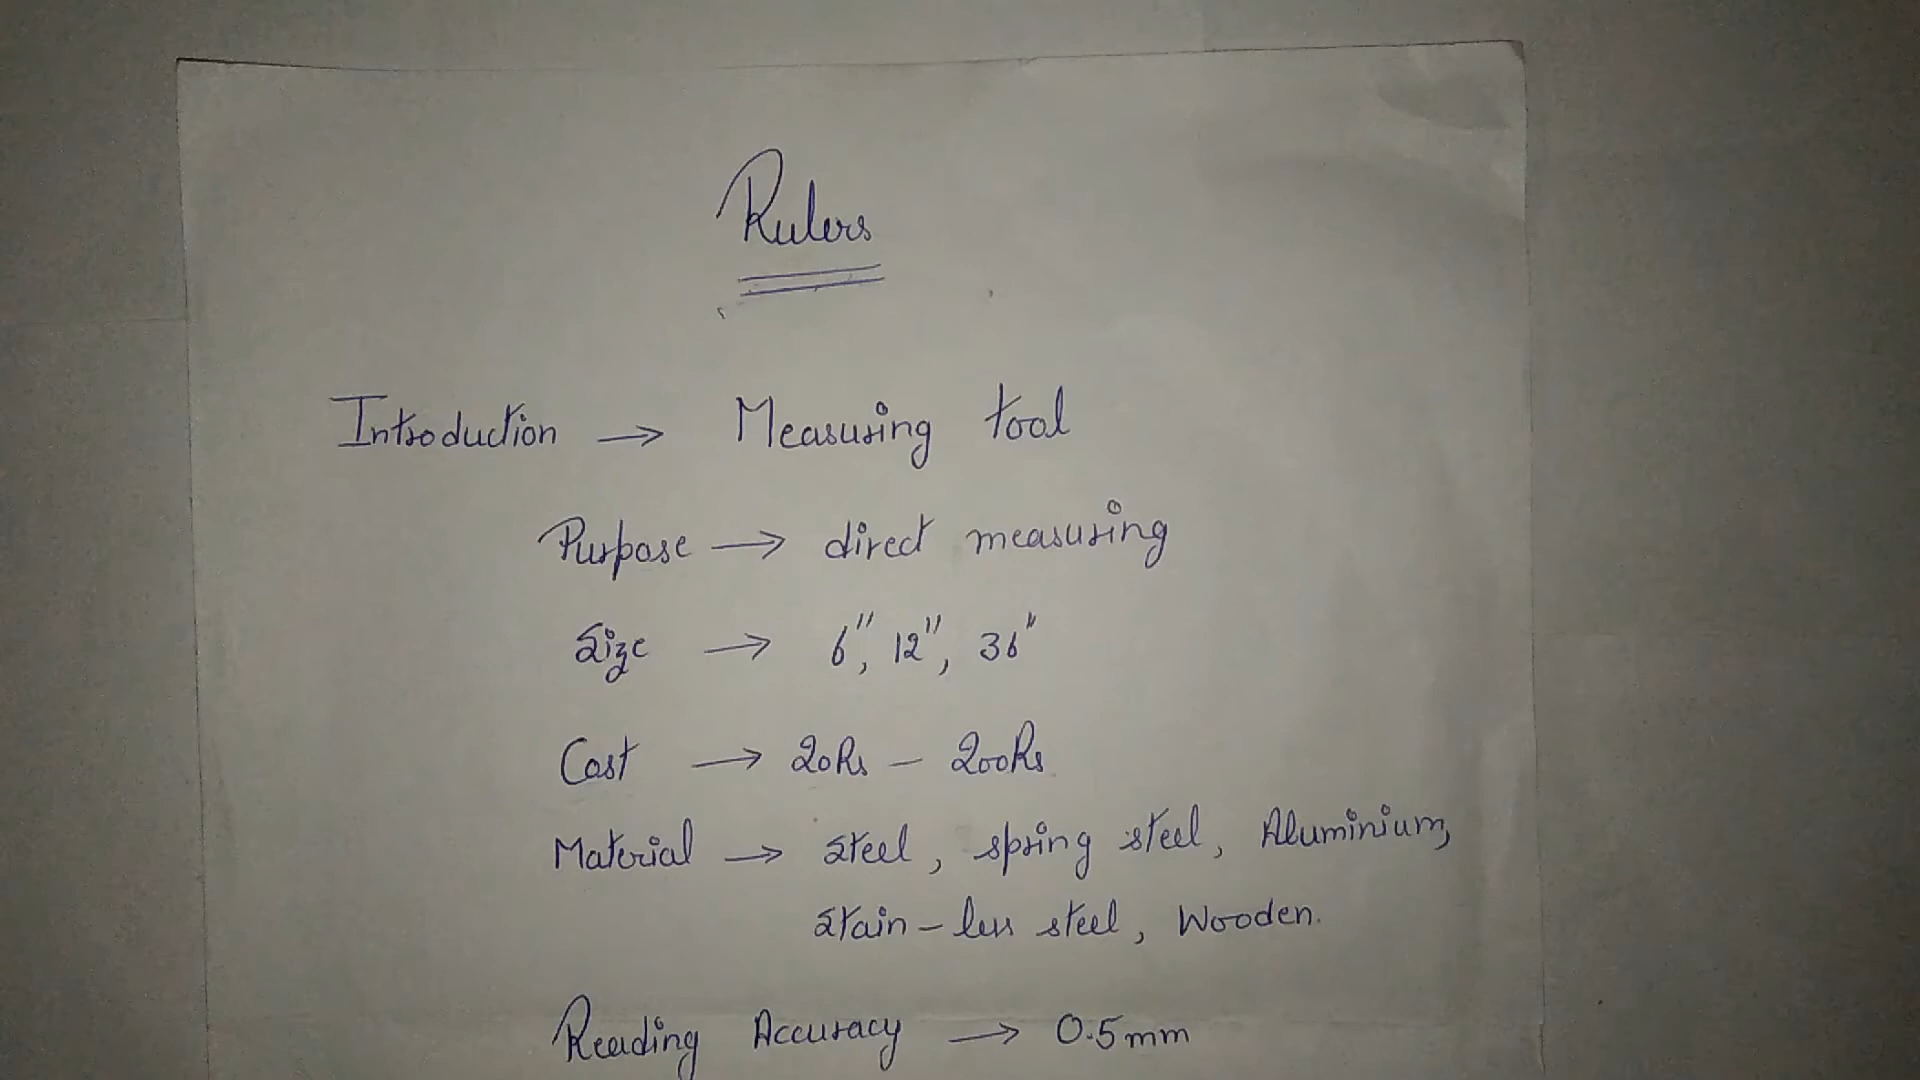 Rulers
Introduction → Measuring tool
Purpose → direct measuring
Size → 6", 12", 36"
Cost → 20Rs – 200Rs
Material → steel, spring steel, Aluminium,
stain-less steel, Wooden.
Reading Accuracy → 0.5mm